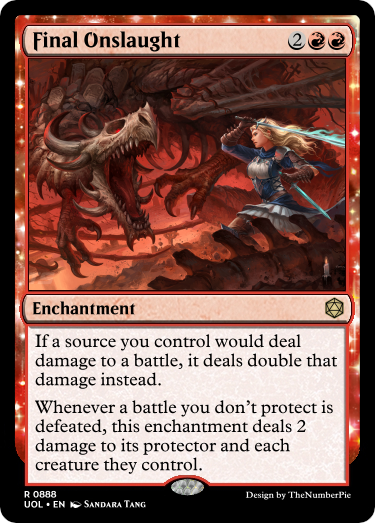 Final Onslaught 2
Enchantment
If a source you control would deal
damage to a battle, it deals double that
damage instead.
Whenever a battle you don't protect is
defeated, this enchantment deals 2
damage to its protector and each
creature they control.
R 0888
UOL • EN Sandara Tang
Design by TheNumberPie